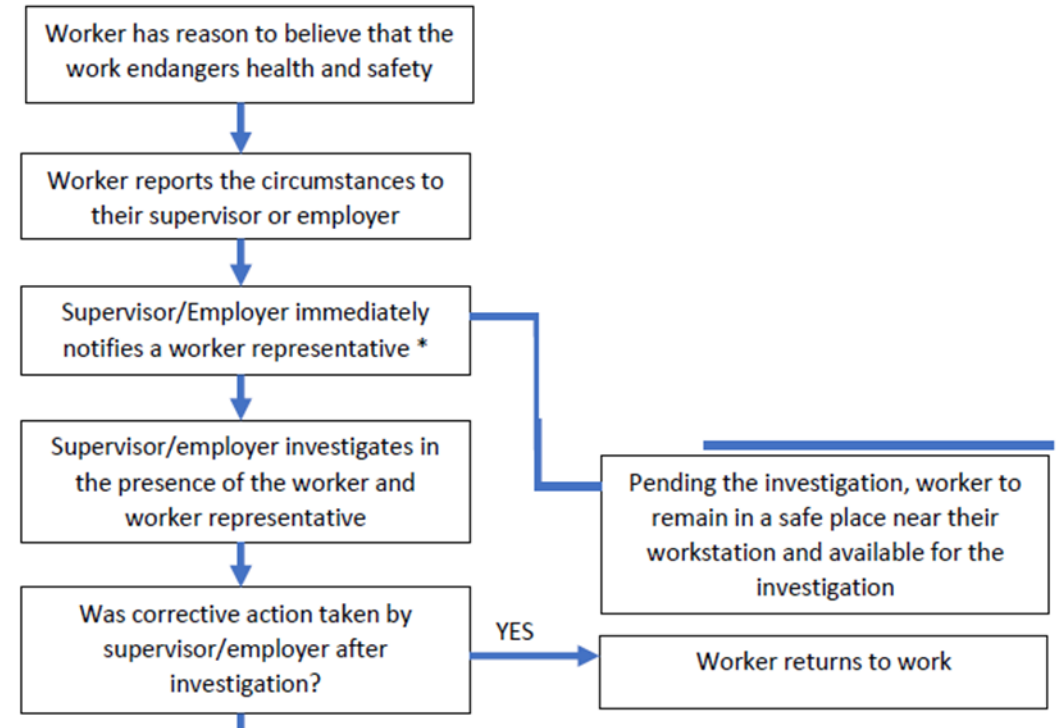 Worker has reason to believe that the
work endangers health and safety
Worker reports the circumstances to
their supervisor or employer
Supervisor/Employer immediately
notifies a worker representative *
Supervisor/employer investigates in
the presence of the worker and
worker representative
Pending the investigation, worker to
remain in a safe place near their
workstation and available for the
investigation
Was corrective action taken by
supervisor/employer after
investigation?
YES
Worker returns to work